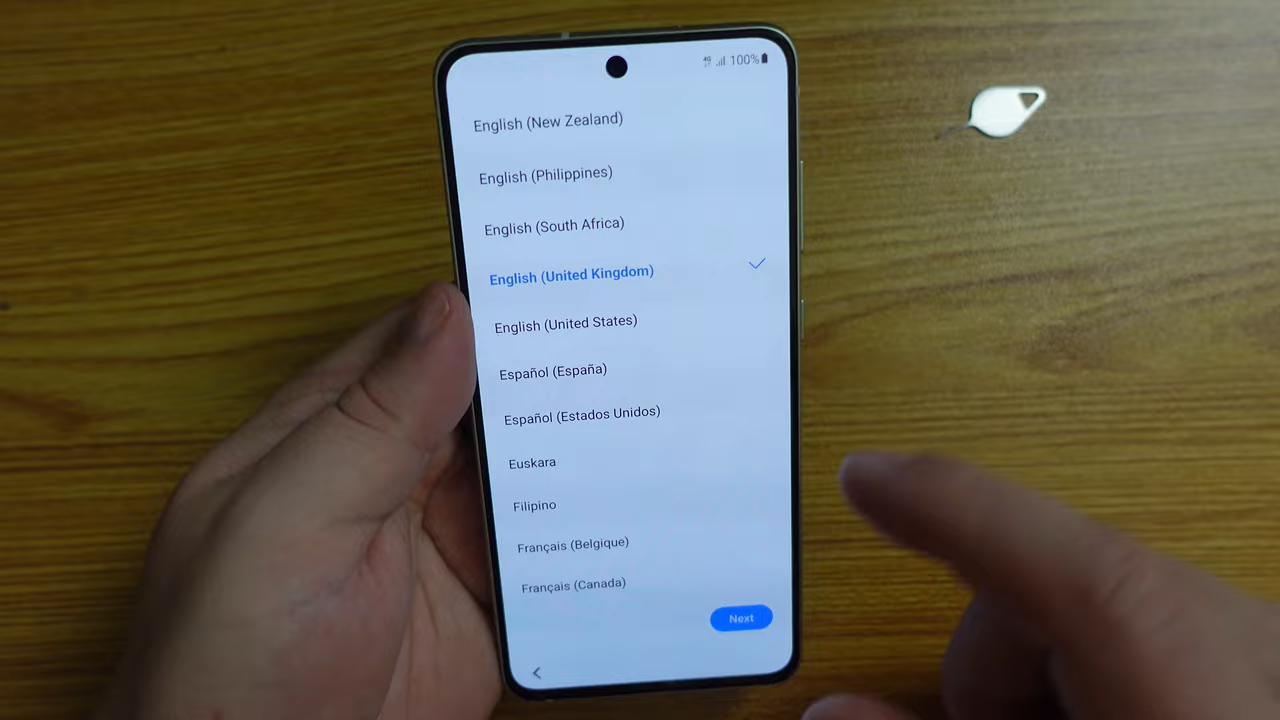 4G 100%
English (New Zealand)
English (Philippines)
English (South Africa)
English (United Kingdom)
English (United States)
Español (España)
Español (Estados Unidos)
Euskara
Filipino
Français (Belgique)
Français (Canada)
Next